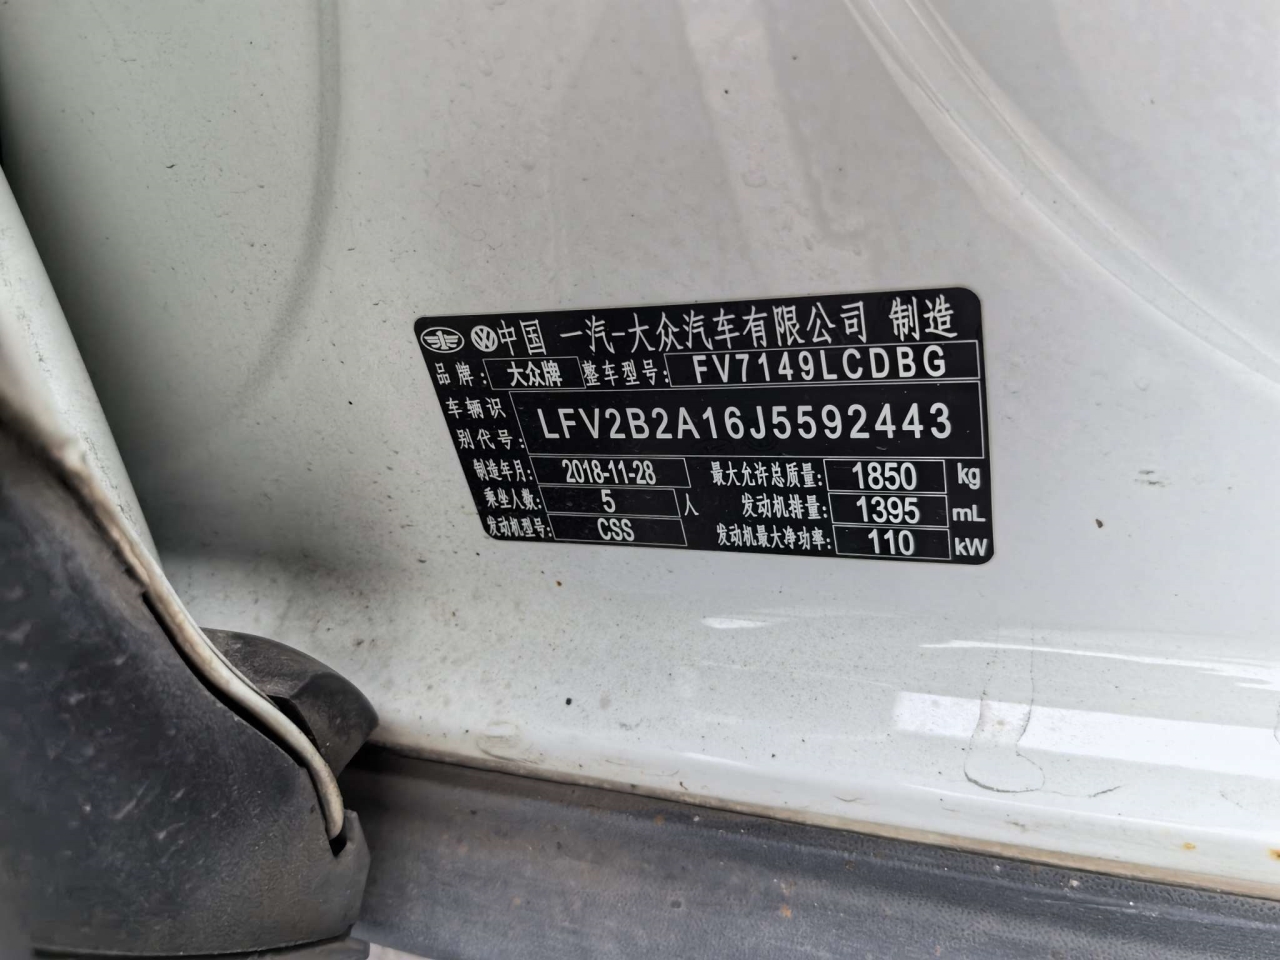 中国 一汽-大众汽车有限公司 制造
品牌: 大众牌 整车型号: FV7149LCDBG
车辆识别代号: LFV2B2A16J5592443
制造年月: 2018-11-28 最大允许总质量: 1850 kg
乘坐人数: 5 人 发动机排量: 1395 mL
发动机型号: CSS 发动机最大净功率: 110 kW